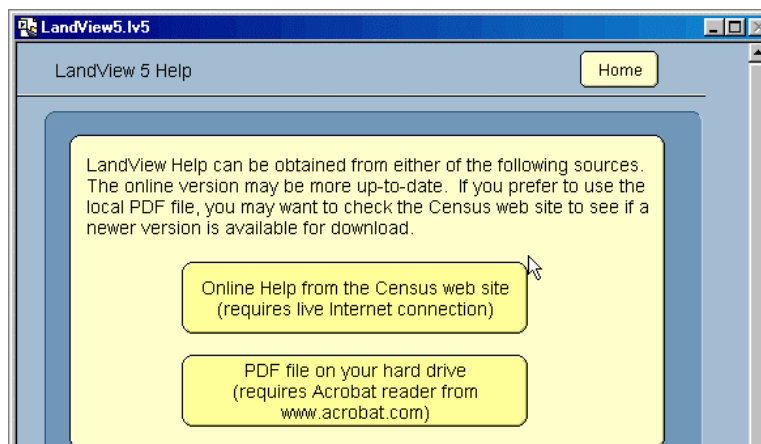 LandView5.lv5
LandView 5 Help
Home
LandView Help can be obtained from either of the following sources.
The online version may be more up-to-date.  If you prefer to use the
local PDF file, you may want to check the Census web site to see if a
newer version is available for download.
Online Help from the Census web site
(requires live Internet connection)
PDF file on your hard drive
(requires Acrobat reader from
www.acrobat.com)